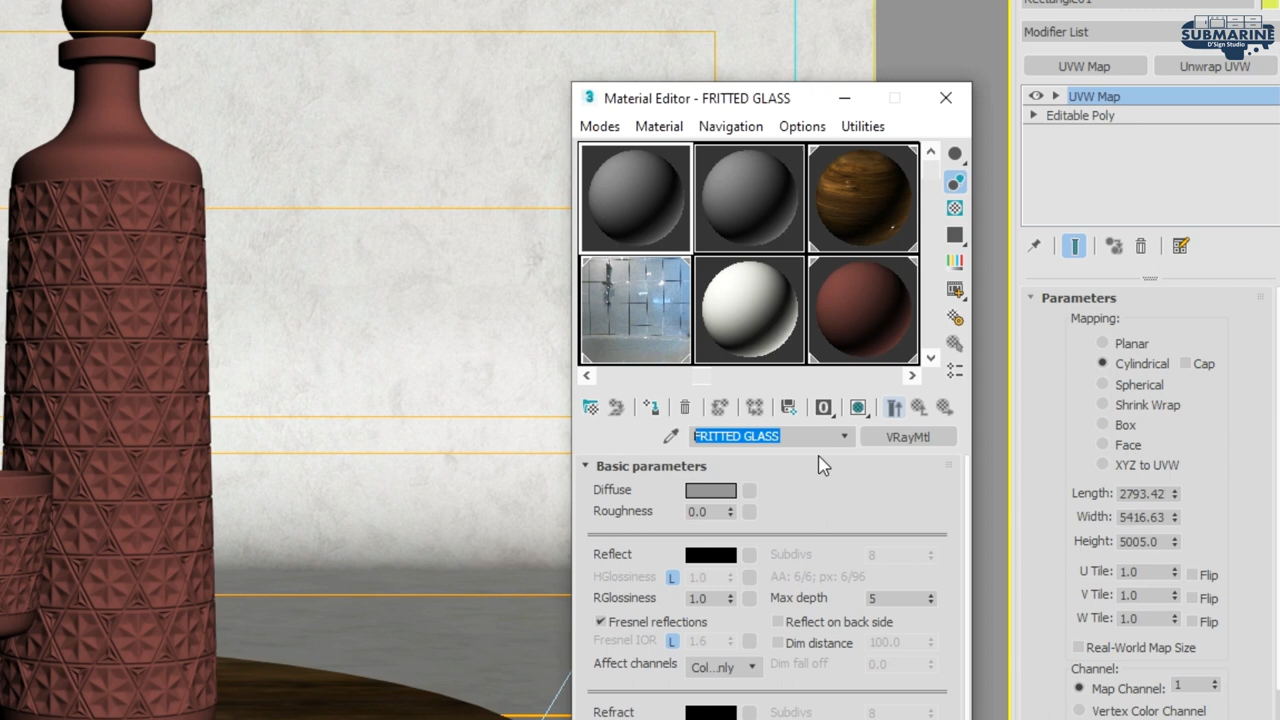 Rectangle01
Modifier List
SUBMARINE
D'Sign Studio
UVW Map
Unwrap UVW
UVW Map
Editable Poly
3 Material Editor - FRITTED GLASS
Modes Material Navigation Options Utilities
FRITTED GLASS
VRayMtl
Basic parameters
Diffuse
Roughness 0.0
Reflect
Subdivs 8
HGlossiness L 1.0
AA: 6/6; px: 6/96
RGlossiness 1.0
Max depth 5
Fresnel reflections
Reflect on back side
Fresnel IOR L 1.6
Dim distance 100.0
Affect channels Col...nly
Dim fall off 0.0
Refract
Subdivs 8
Parameters
Mapping:
Planar
Cylindrical Cap
Spherical
Shrink Wrap
Box
Face
XYZ to UVW
Length: 2793.42
Width: 5416.63
Height: 5005.0
U Tile: 1.0 Flip
V Tile: 1.0 Flip
W Tile: 1.0 Flip
Real-World Map Size
Channel:
Map Channel: 1
Vertex Color Channel